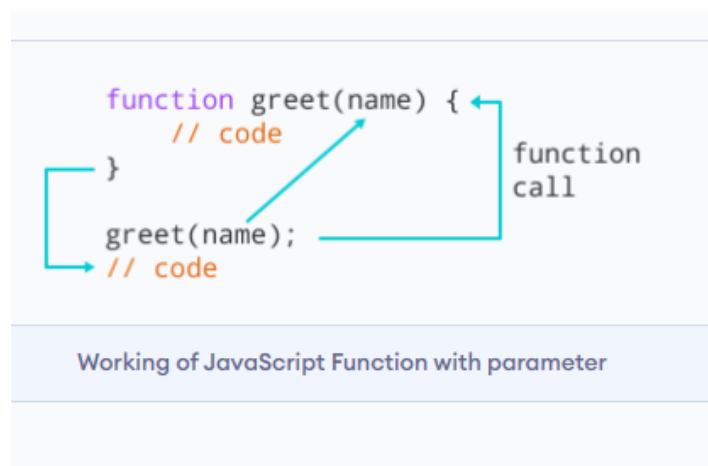 function greet(name) {
// code
}
function
call
greet(name);
// code
Working of JavaScript Function with parameter